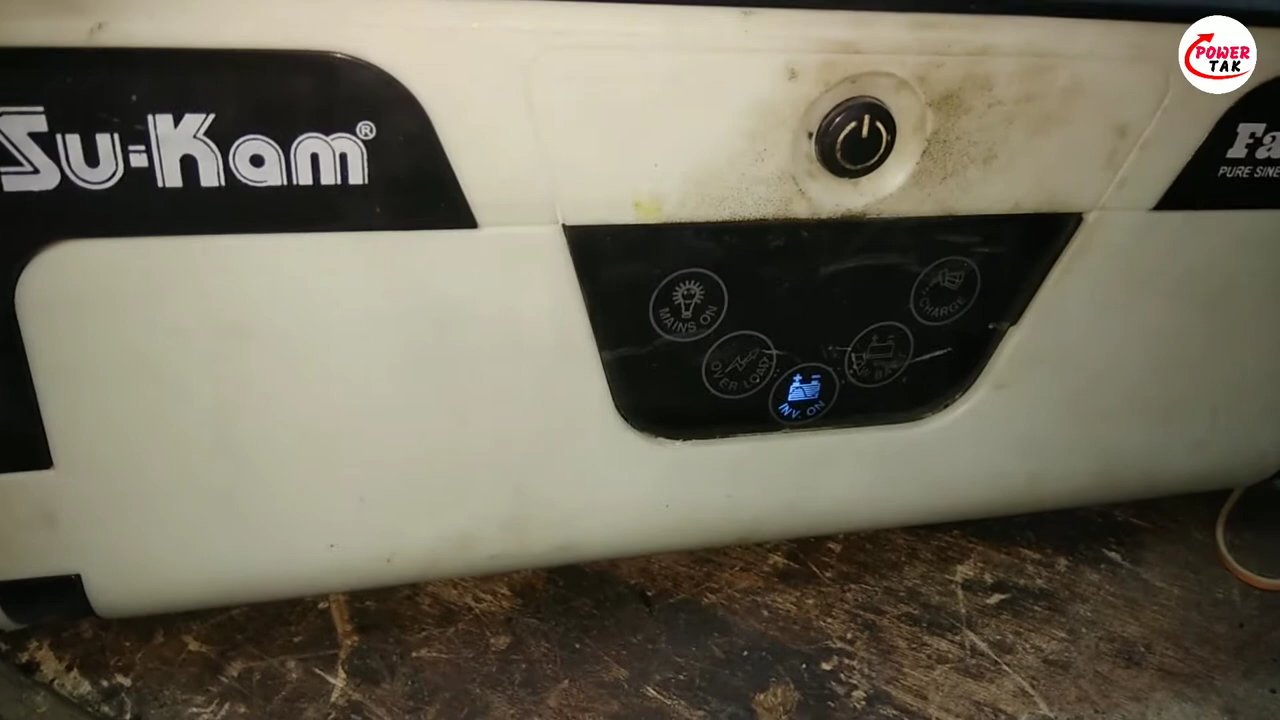 Su-Kam®
Fa
PURE SINE
MAINS ON
OVER LOAD
INV. ON
CHARGE
POWER
TAK